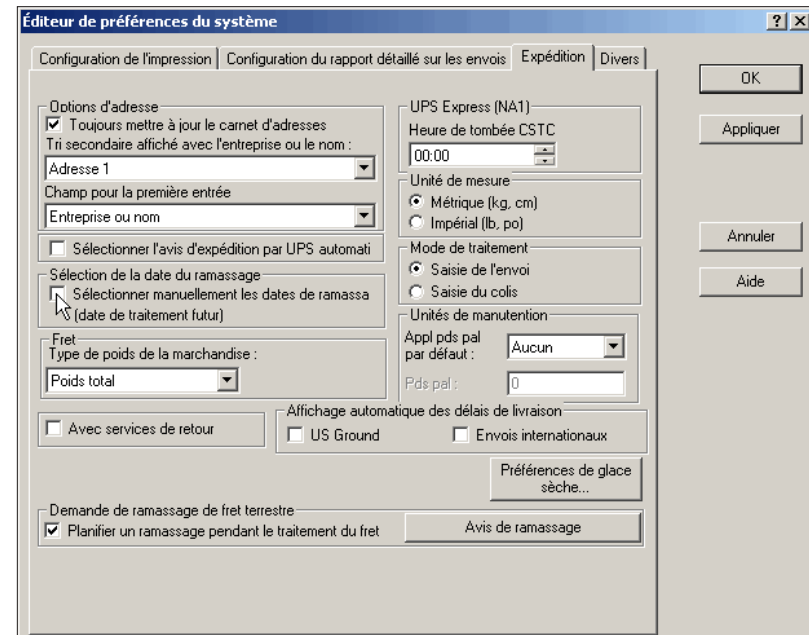 Éditeur de préférences du système
Configuration de l'impression
Configuration du rapport détaillé sur les envois
Expédition
Divers
OK
Appliquer
Annuler
Aide
Options d'adresse
Toujours mettre à jour le carnet d'adresses
Tri secondaire affiché avec l'entreprise ou le nom :
Adresse 1
Champ pour la première entrée
Entreprise ou nom
Sélectionner l'avis d'expédition par UPS automati
Sélection de la date du ramassage
Sélectionner manuellement les dates de ramassa
(date de traitement futur)
Fret
Type de poids de la marchandise :
Poids total
Avec services de retour
UPS Express (NA1)
Heure de tombée CSTC
00:00
Unité de mesure
Métrique (kg, cm)
Impérial (lb, po)
Mode de traitement
Saisie de l'envoi
Saisie du colis
Unités de manutention
Appl pds pal
par défaut :
Aucun
Pds pal :
0
Affichage automatique des délais de livraison
US Ground
Envois internationaux
Préférences de glace
sèche...
Demande de ramassage de fret terrestre
Planifier un ramassage pendant le traitement du fret
Avis de ramassage